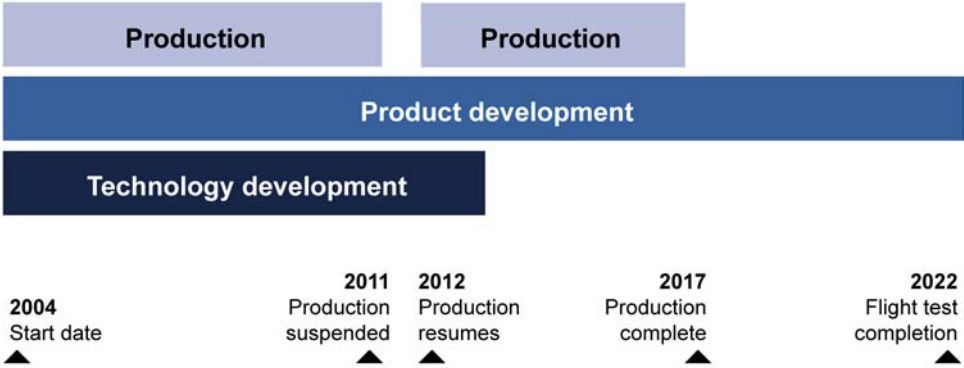 Production
Production
Product development
Technology development
2004
Start date
2011
Production
suspended
2012
Production
resumes
2017
Production
complete
2022
Flight test
completion